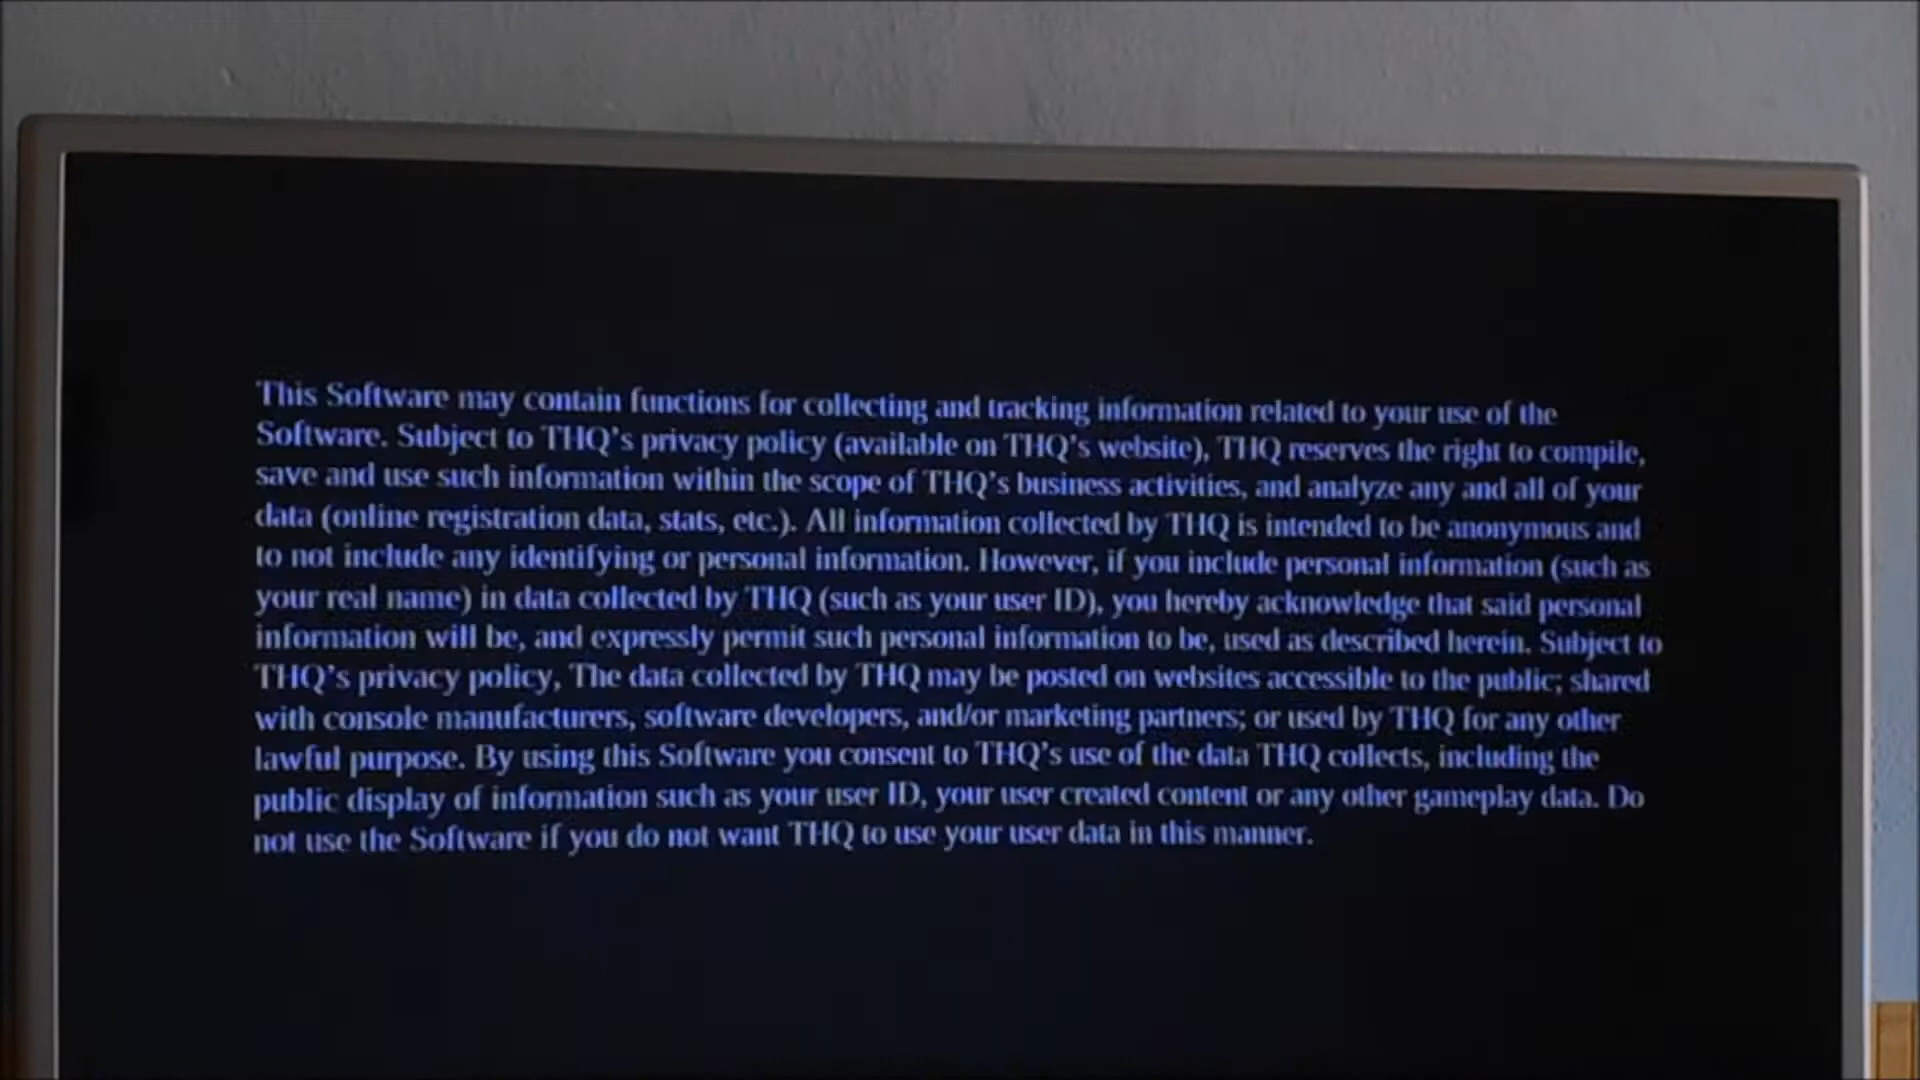 This Software may contain functions for collecting and tracking information related to your use of the
Software. Subject to THQ's privacy policy (available on THQ's website), THQ reserves the right to compile,
save and use such information within the scope of THQ's business activities, and analyze any and all of your
data (online registration data, stats, etc.). All information collected by THQ is intended to be anonymous and
to not include any identifying or personal information. However, if you include personal information (such as
your real name) in data collected by THQ (such as your user ID), you hereby acknowledge that said personal
information will be, and expressly permit such personal information to be, used as described herein. Subject to
THQ's privacy policy, The data collected by THQ may be posted on websites accessible to the public; shared
with console manufacturers, software developers, and/or marketing partners; or used by THQ for any other
lawful purpose. By using this Software you consent to THQ's use of the data THQ collects, including the
public display of information such as your user ID, your user created content or any other gameplay data. Do
not use the Software if you do not want THQ to use your user data in this manner.